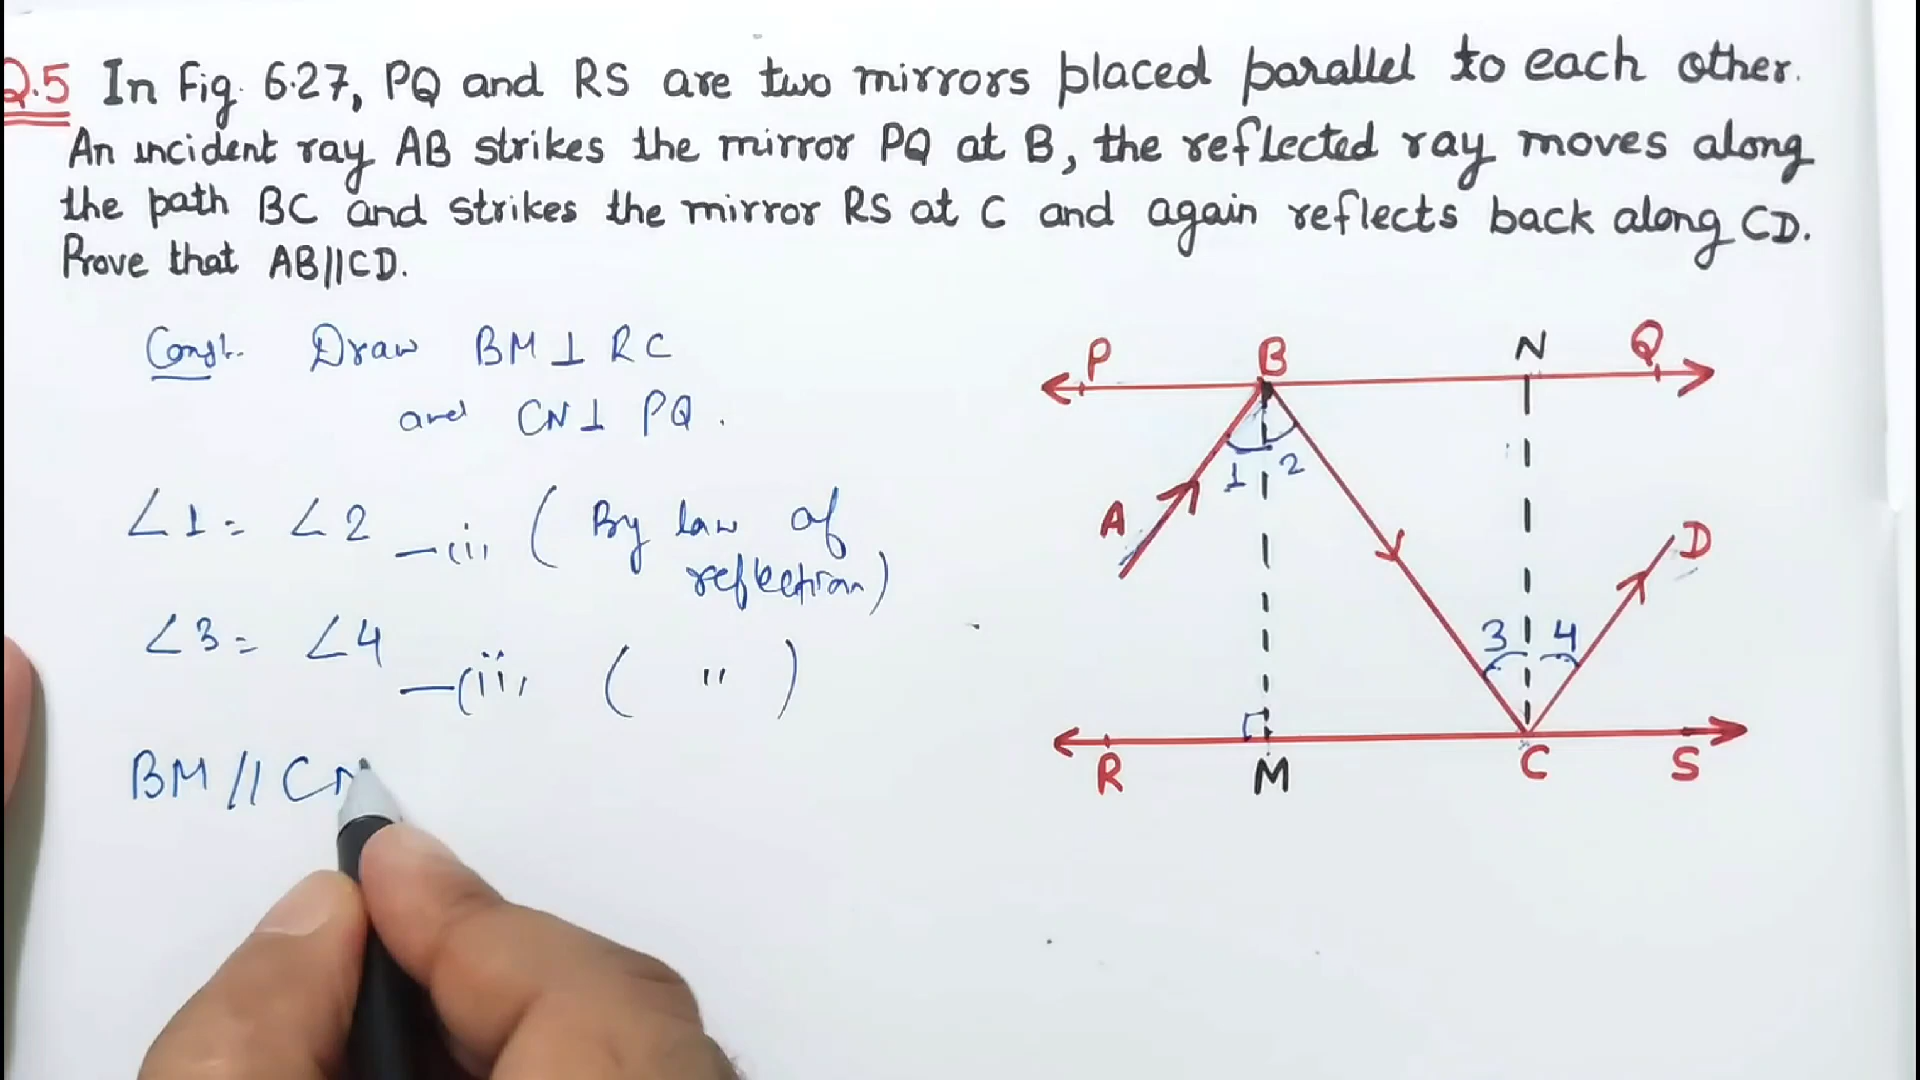 Q.5 In Fig. 6.27, PQ and RS are two mirrors placed parallel to each other.
An incident ray AB strikes the mirror PQ at B, the reflected ray moves along
the path BC and strikes the mirror RS at C and again reflects back along CD.
Prove that AB//CD.
Const. Draw BM ⊥ RC
and CN ⊥ PQ.
∠1 = ∠2 —(i) ( By law of
reflection)
∠3 = ∠4 —(ii) ( " )
BM // CN
P B N Q
1 2
A
D
3 4
R M C S